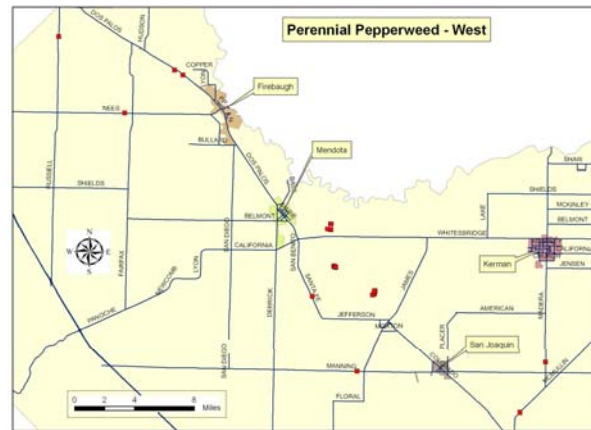 Perennial Pepperweed - West
DOS PALOS
HUDSON
COPPER
LYON
Firebaugh
NEES
BULLARD
Mendota
DOS PALOS
RUSSELL
SHIELDS
FAIRFAX
BELMONT
SAN DIEGO
CALIFORNIA
SAN BENITO
N
W
E
S
NEWCOMB
LYON
PANOCHE
DERRICK
SANTA FE
JAMES
JEFFERSON
MORTON
WHITESBRIDGE
LAKE
SHAW
SHIELDS
MCKINLEY
BELMONT
Kerman
CALIFORNIA
JENSEN
MADERA
AMERICAN
PLACER
San Joaquin
COLORADO
MANNING
SAN DIEGO
FLORAL
MCMULLIN
0 2 4 8
Miles